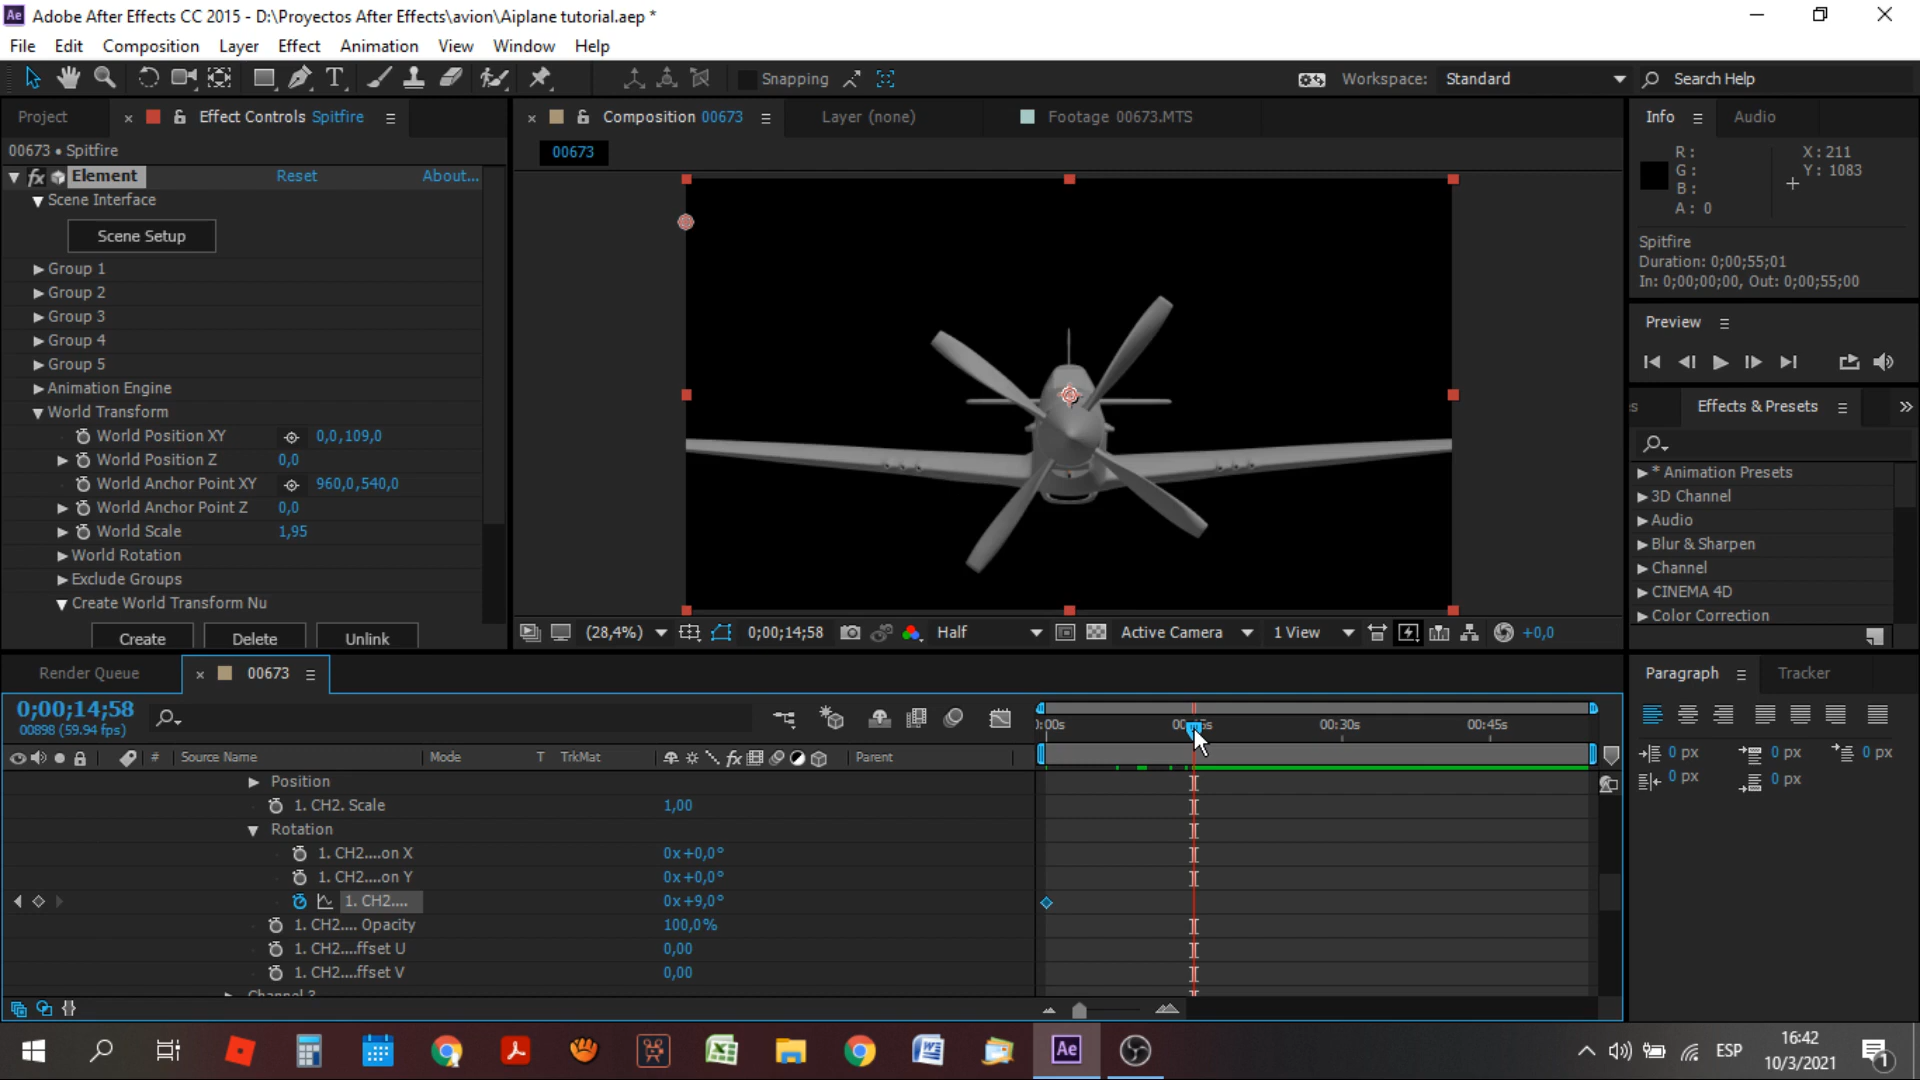 Ae Adobe After Effects CC 2015 - D:\Proyectos After Effects\avion\Aiplane tutorial.aep *
File Edit Composition Layer Effect Animation View Window Help
Snapping
Workspace: Standard
Search Help
Project
Effect Controls Spitfire
00673 • Spitfire
fx Element Reset About...
Scene Interface
Scene Setup
Group 1
Group 2
Group 3
Group 4
Group 5
Animation Engine
World Transform
World Position XY 0,0,109,0
World Position Z 0,0
World Anchor Point XY 960,0,540,0
World Anchor Point Z 0,0
World Scale 1,95
World Rotation
Exclude Groups
Create World Transform Nu
Create Delete Unlink
Composition 00673
Layer (none)
Footage 00673.MTS
00673
(28,4%) 0;00;14;58 Half Active Camera 1 View +0,0
Info Audio
R: X: 211
G: Y: 1083
B:
A: 0
Spitfire
Duration: 0;00;55;01
In: 0;00;00;00, Out: 0;00;55;00
Preview
Effects & Presets
* Animation Presets
3D Channel
Audio
Blur & Sharpen
Channel
CINEMA 4D
Color Correction
Render Queue 00673
0;00;14;58
00898 (59.94 fps)
0:00s 00:30s 00:45s
# Source Name Mode T TrkMat fx Parent
Position
1. CH2. Scale 1,00
Rotation
1. CH2....on X 0x+0,0°
1. CH2....on Y 0x+0,0°
1. CH2.... 0x+9,0°
1. CH2.... Opacity 100,0%
1. CH2....ffset U 0,00
1. CH2....ffset V 0,00
Channel 3
Paragraph Tracker
0 px 0 px 0 px
0 px 0 px
Ae
ESP
16:42
10/3/2021
1